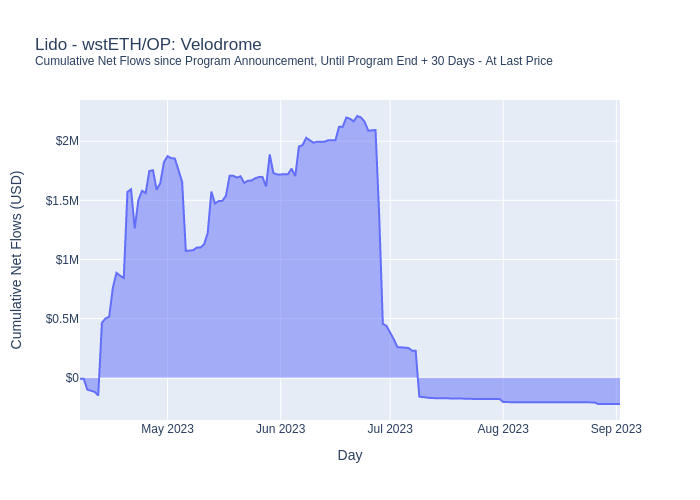 Lido - wstETH/OP: Velodrome
Cumulative Net Flows since Program Announcement, Until Program End + 30 Days - At Last Price
Cumulative Net Flows (USD)
$2M
$1.5M
$1M
$0.5M
$0
May 2023
Jun 2023
Jul 2023
Aug 2023
Sep 2023
Day